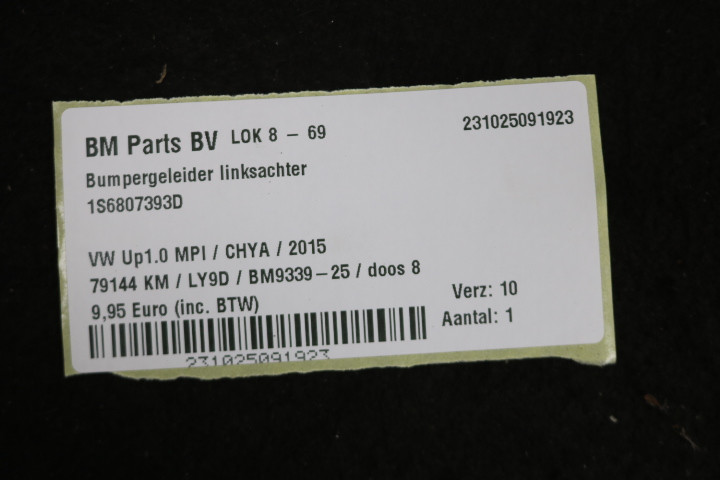 BM Parts BV LOK 8 – 69
231025091923
Bumpergeleider linksachter
1S6807393D
VW Up1.0 MPI / CHYA / 2015
79144 KM / LY9D / BM9339–25 / doos 8
9,95 Euro (inc. BTW)
Verz: 10
Aantal: 1
231025091923